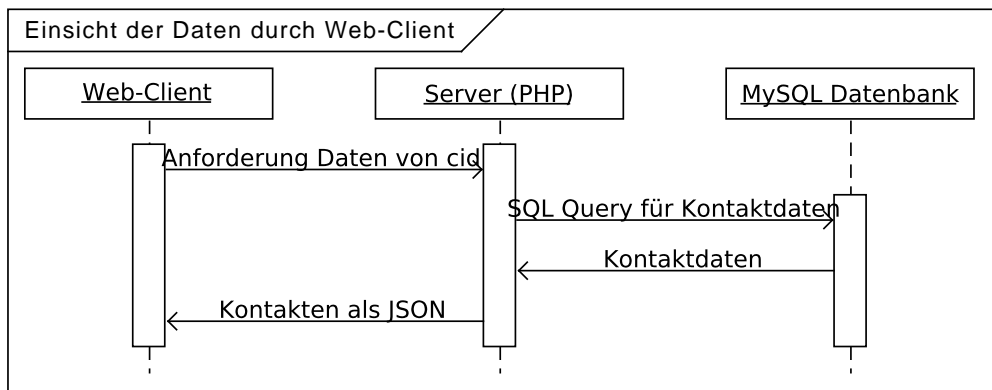 Einsicht der Daten durch Web-Client
Web-Client
Server (PHP)
MySQL Datenbank
Anforderung Daten von cid
SQL Query für Kontaktdaten
Kontaktdaten
Kontakten als JSON